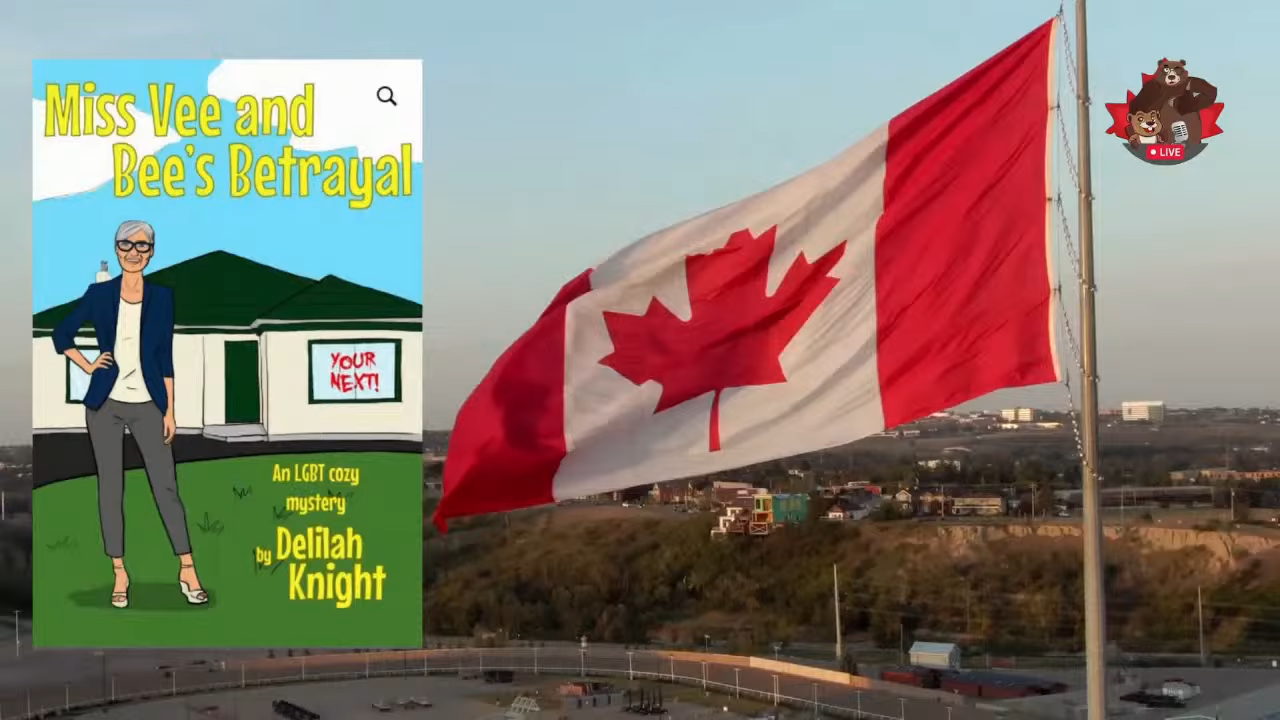 Miss Vee and
Bee's Betrayal
YOUR
NEXT!
An LGBT cozy
mystery
by Delilah
Knight
LIVE